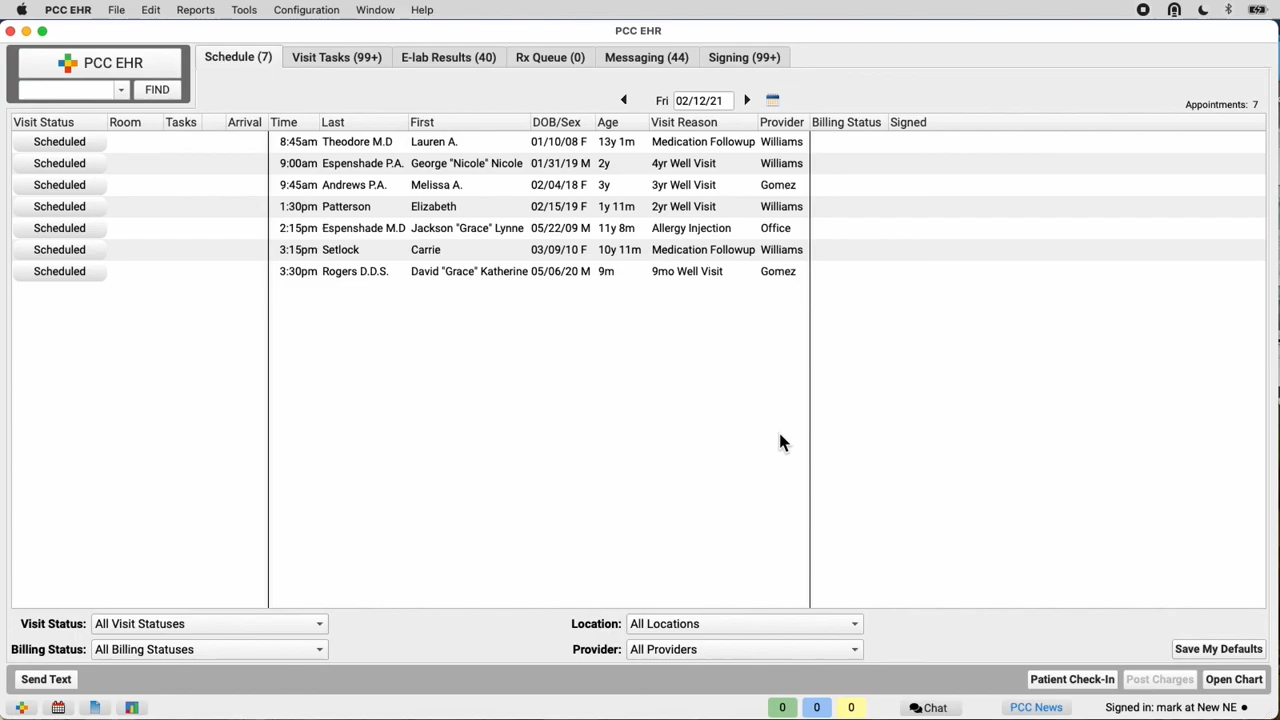 PCC EHR File Edit Reports Tools Configuration Window Help
PCC EHR
PCC EHR
FIND
Schedule (7) Visit Tasks (99+) E-lab Results (40) Rx Queue (0) Messaging (44) Signing (99+)
Fri 02/12/21
Appointments: 7
Visit Status Room Tasks Arrival Time Last First DOB/Sex Age Visit Reason Provider Billing Status Signed
Scheduled 8:45am Theodore M.D Lauren A. 01/10/08 F 13y 1m Medication Followup Williams
Scheduled 9:00am Espenshade P.A. George "Nicole" Nicole 01/31/19 M 2y 4yr Well Visit Williams
Scheduled 9:45am Andrews P.A. Melissa A. 02/04/18 F 3y 3yr Well Visit Gomez
Scheduled 1:30pm Patterson Elizabeth 02/15/19 F 1y 11m 2yr Well Visit Williams
Scheduled 2:15pm Espenshade M.D Jackson "Grace" Lynne 05/22/09 M 11y 8m Allergy Injection Office
Scheduled 3:15pm Setlock Carrie 03/09/10 F 10y 11m Medication Followup Williams
Scheduled 3:30pm Rogers D.D.S. David "Grace" Katherine 05/06/20 M 9m 9mo Well Visit Gomez
Visit Status: All Visit Statuses Location: All Locations
Billing Status: All Billing Statuses Provider: All Providers Save My Defaults
Send Text Patient Check-In Post Charges Open Chart
0 0 0 Chat PCC News Signed in: mark at New NE